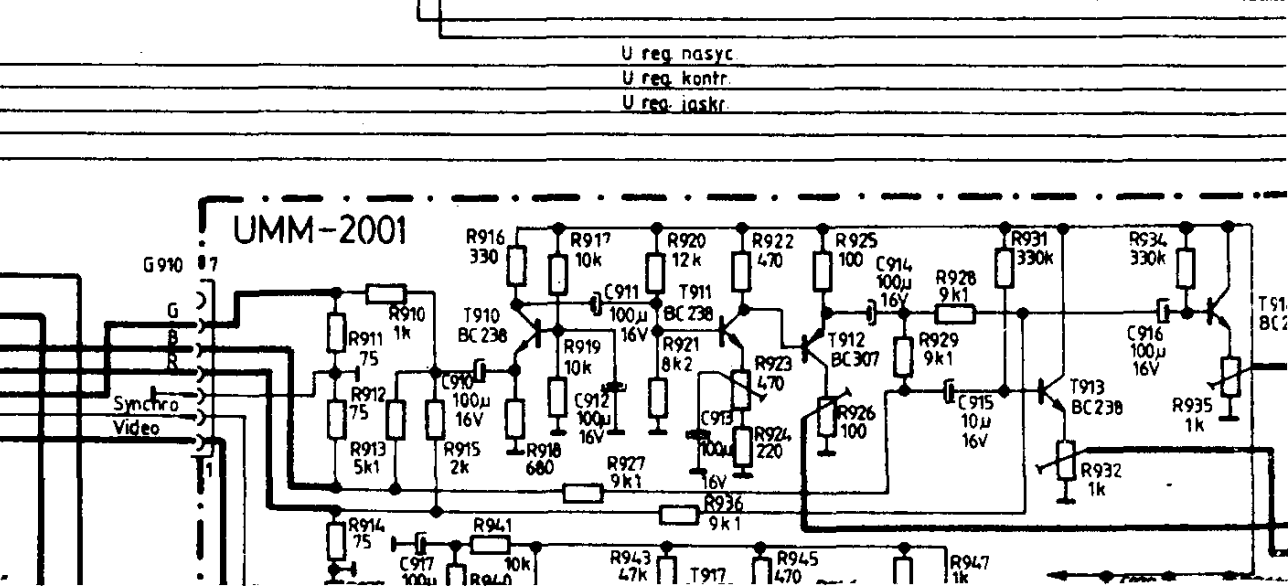 U reg. nasyc.
U reg. kontr.
U reg. jaskr.
UMM-2001
G910
7
G
B
R
Synchro
Video
1
R910
1k
R911
75
R912
75
R913
5k1
R914
75
R915
2k
C910
100µ
16V
T910
BC238
R916
330
R917
10k
R918
680
R919
10k
C911
100µ
16V
C912
100µ
16V
R920
12k
R921
8k2
T911
BC238
R922
470
R923
470
R924
220
C913
100µ
16V
R925
100
T912
BC307
R926
100
C914
100µ
16V
R928
9k1
R929
9k1
R927
9k1
R936
9k1
C915
10µ
16V
R931
330k
T913
BC238
R932
1k
R934
330k
C916
100µ
16V
R935
1k
C917
100µ
R941
10k
R940
R943
47k
T917
R945
470
R947
1k